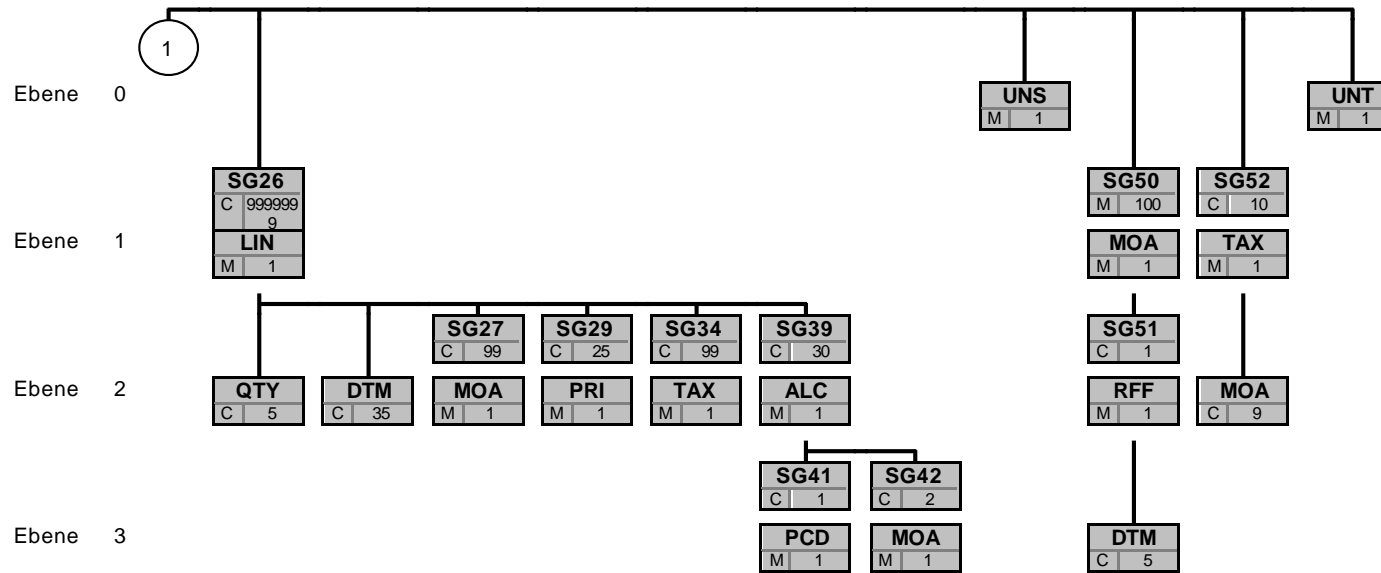 1
Ebene 0
UNS
M 1
UNT
M 1
SG26
C 999999
9
SG50
M 100
SG52
C 10
Ebene 1
LIN
M 1
MOA
M 1
TAX
M 1
SG27
C 99
SG29
C 25
SG34
C 99
SG39
C 30
SG51
C 1
Ebene 2
QTY
C 5
DTM
C 35
MOA
M 1
PRI
M 1
TAX
M 1
ALC
M 1
RFF
M 1
MOA
C 9
SG41
C 1
SG42
C 2
Ebene 3
PCD
M 1
MOA
M 1
DTM
C 5